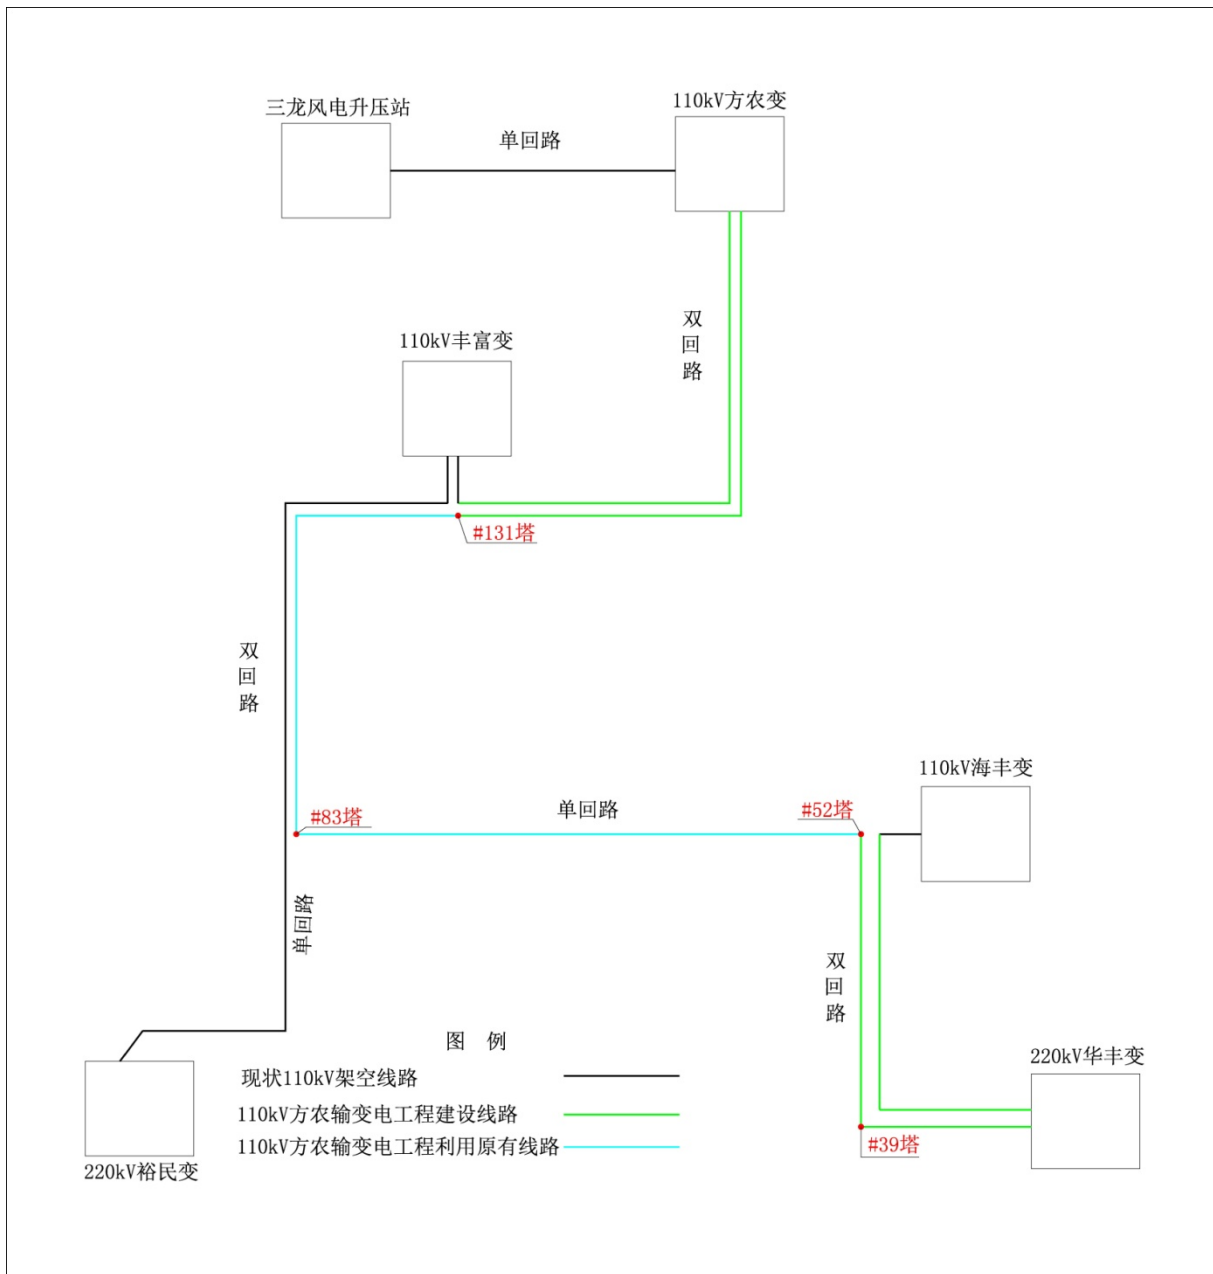 三龙风电升压站
单回路
110kV方农变
双回路
110kV丰富变
#131塔
双回路
#83塔
单回路
#52塔
110kV海丰变
单回路
双回路
220kV华丰变
#39塔
220kV裕民变
图 例
现状110kV架空线路
110kV方农输变电工程建设线路
110kV方农输变电工程利用原有线路